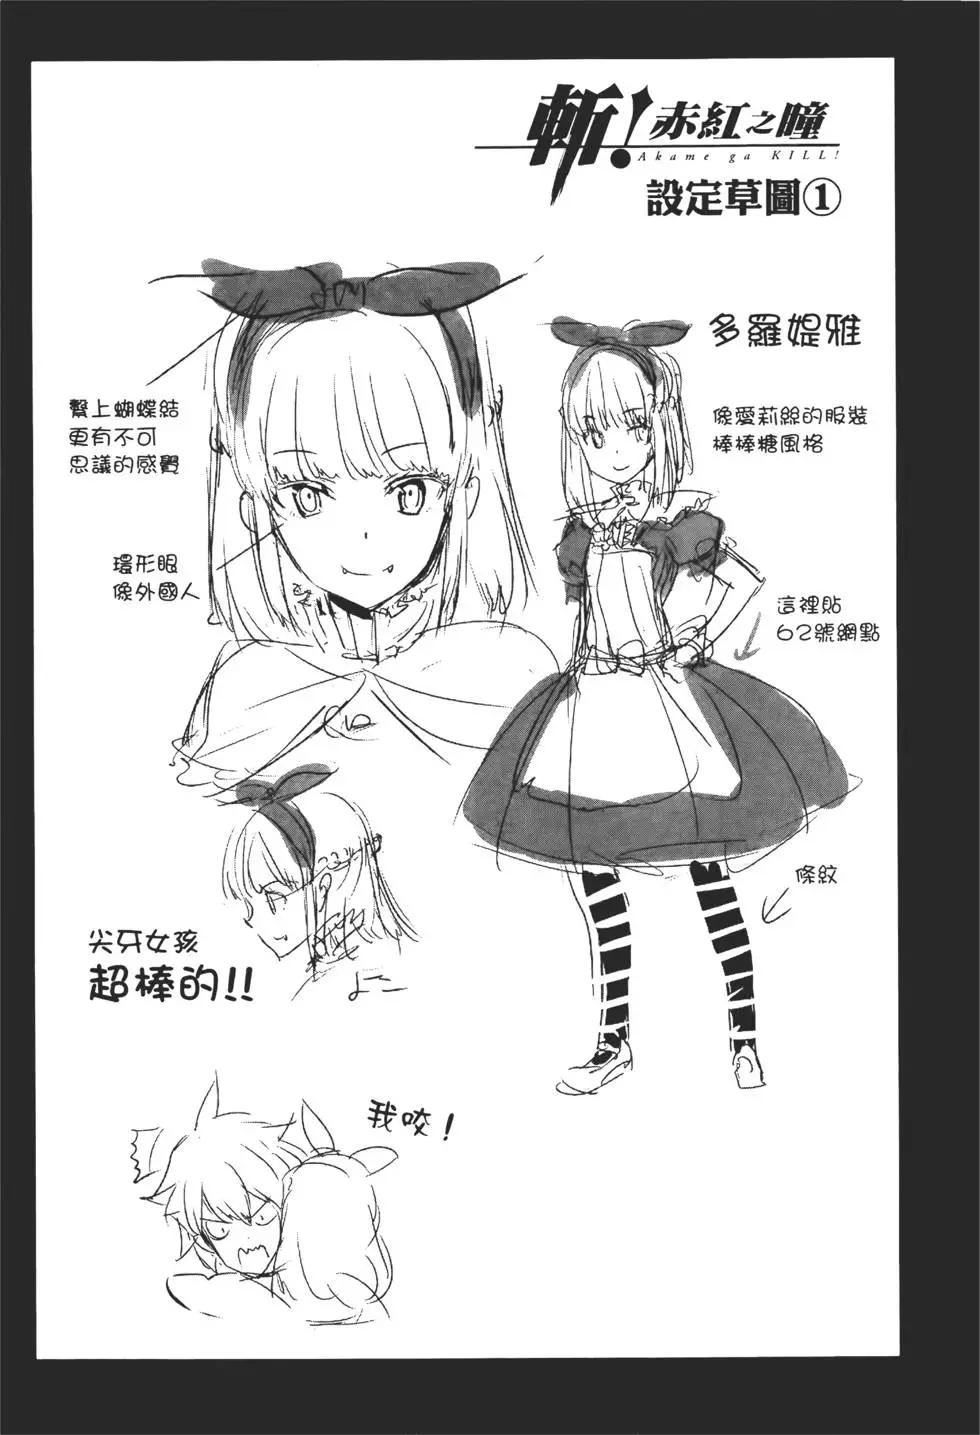 斬！赤紅之瞳
Akame ga KILL!
設定草圖①
多羅媞雅
像愛莉絲的服裝
棒棒糖風格
繫上蝴蝶結
更有不可
思議的感覺
環形眼
像外國人
這裡貼
62號網點
條紋
尖牙女孩
超棒的!!
よこ
我咬！